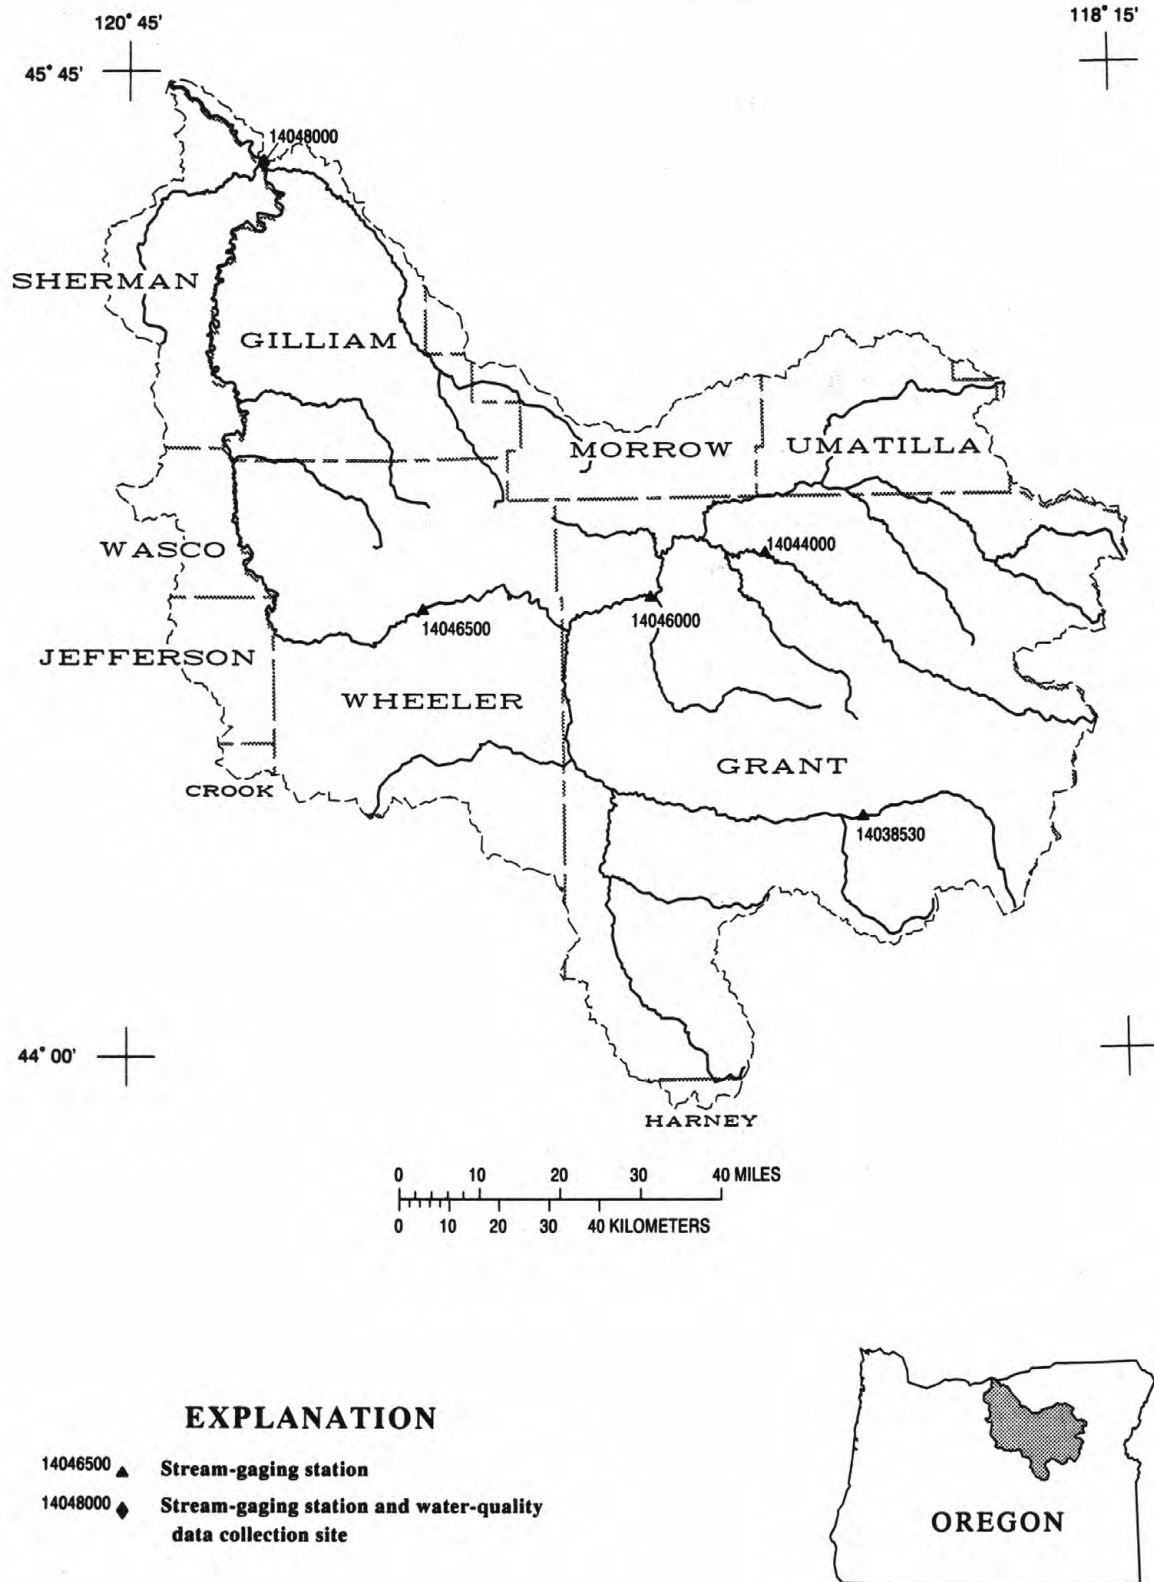 120° 45'
118° 15'
45° 45'
14048000
SHERMAN
GILLIAM
MORROW
UMATILLA
WASCO
14044000
14046500
14046000
JEFFERSON
WHEELER
GRANT
CROOK
14038530
44° 00'
HARNEY
0 10 20 30 40 MILES
0 10 20 30 40 KILOMETERS
EXPLANATION
14046500 Stream-gaging station
14048000 Stream-gaging station and water-quality
data collection site
OREGON